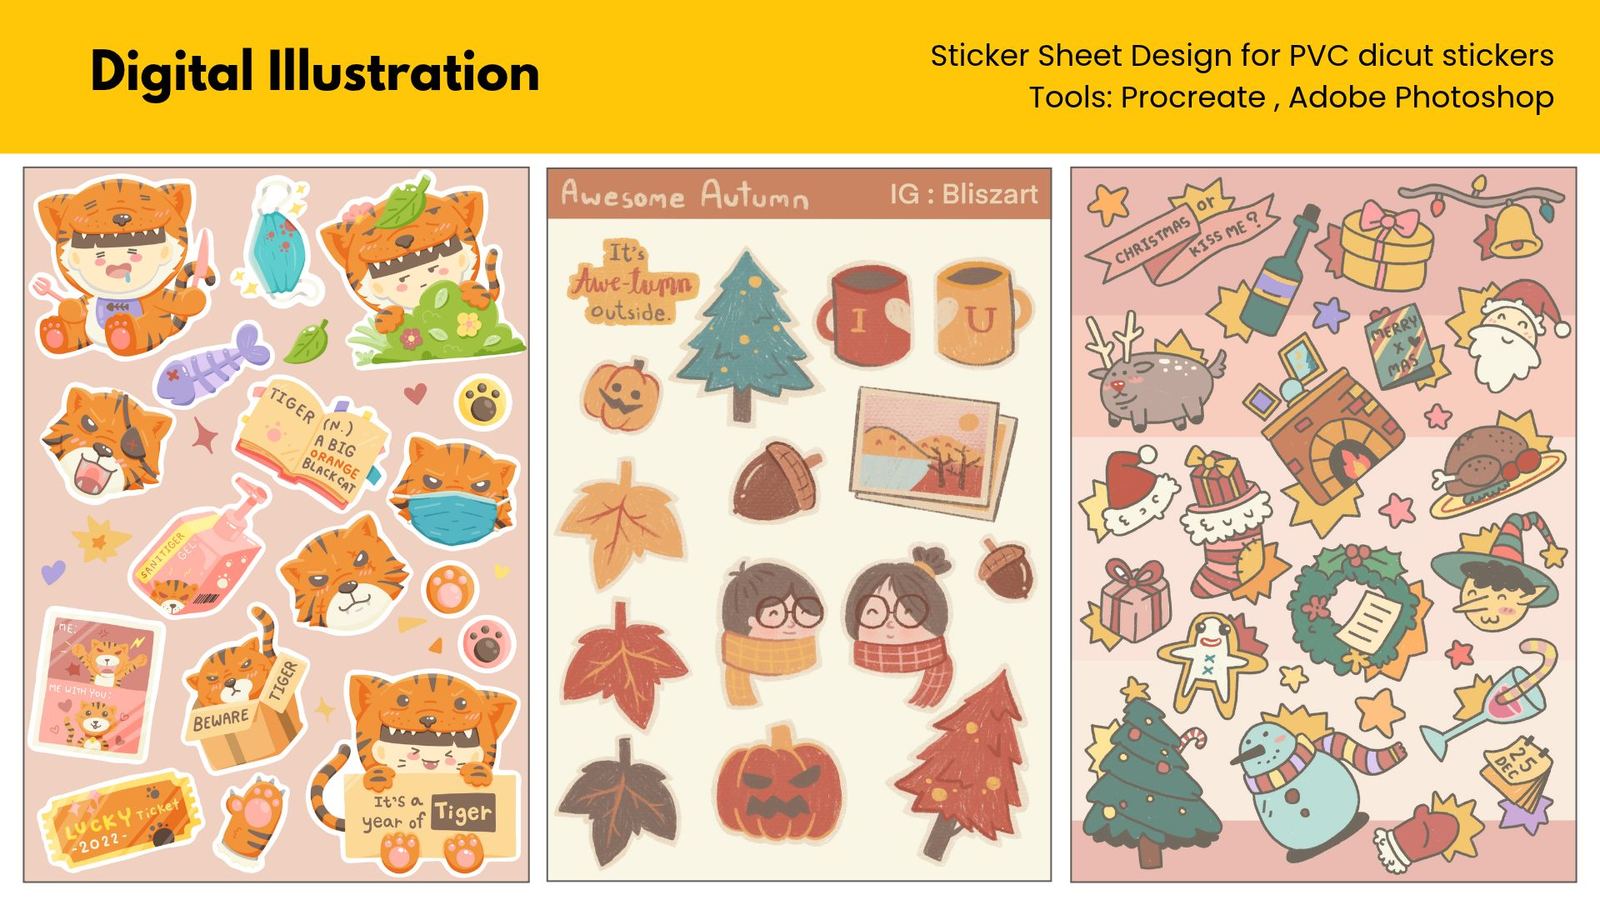 Digital Illustration
Sticker Sheet Design for PVC dicut stickers
Tools: Procreate , Adobe Photoshop
TIGER
(N.)
A BIG
ORANGE
BLACK CAT
SANITIGER
GEL
ME:
ME WITH YOU:
BEWARE
TIGER
LUCKY Ticket
-2022-
It's a
year of
Tiger
Awesome Autumn
IG : Bliszart
It's
Awe-tumn
outside.
I
U
CHRISTMAS
or
KISS ME?
MERRY
X
MAS
25
DEC